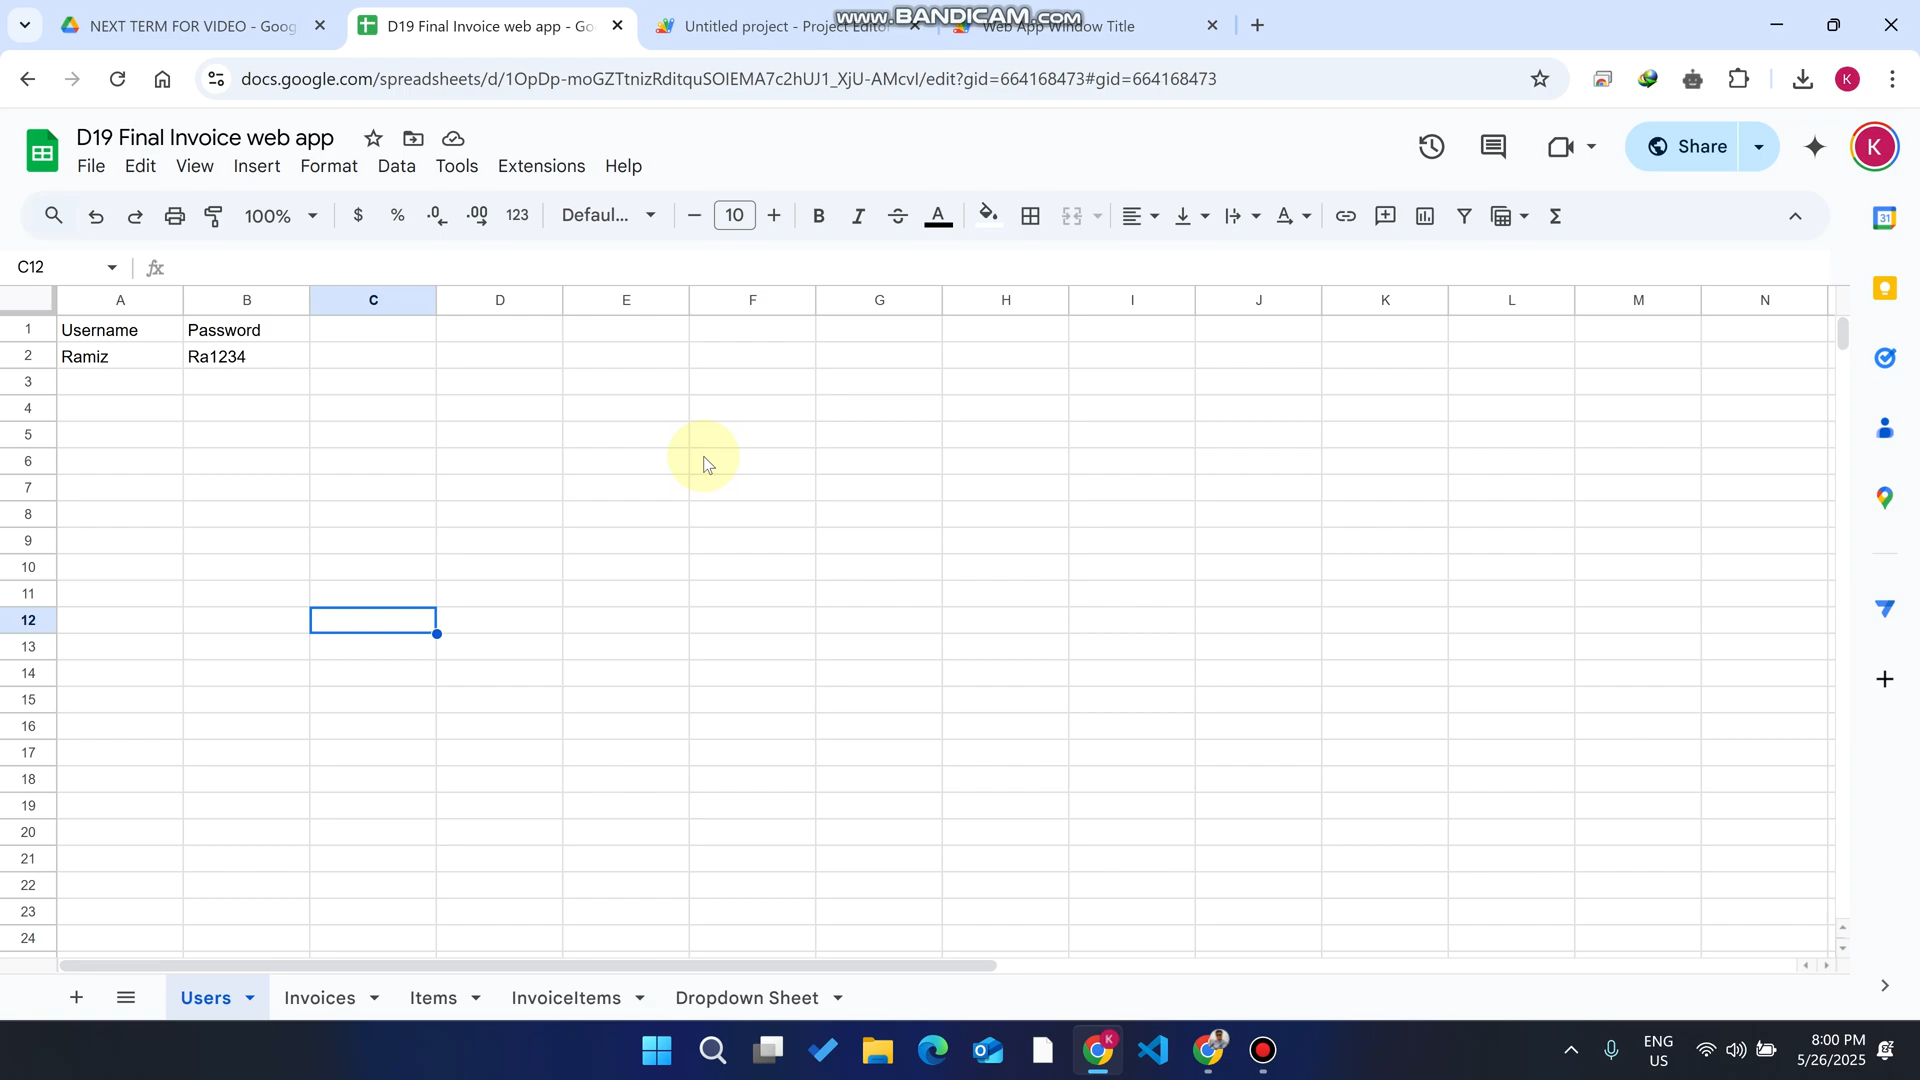 www.BANDICAM.com
NEXT TERM FOR VIDEO - Goog
D19 Final Invoice web app - Go
Untitled project - Project Editor
Web App Window Title
docs.google.com/spreadsheets/d/1OpDp-moGZTtnizRditquSOIEMA7c2hUJ1_XjU-AMcvI/edit?gid=664168473#gid=664168473
K
D19 Final Invoice web app
File Edit View Insert Format Data Tools Extensions Help
Share
K
100% $ % .0 .00 123 Defaul... 10 B I S A
31
C12 fx
A B C D E F G H I J K L M N
1 Username Password
2 Ramiz Ra1234
3
4
5
6
7
8
9
10
11
12
13
14
15
16
17
18
19
20
21
22
23
24
Users Invoices Items InvoiceItems Dropdown Sheet
ENG
US
8:00 PM
5/26/2025